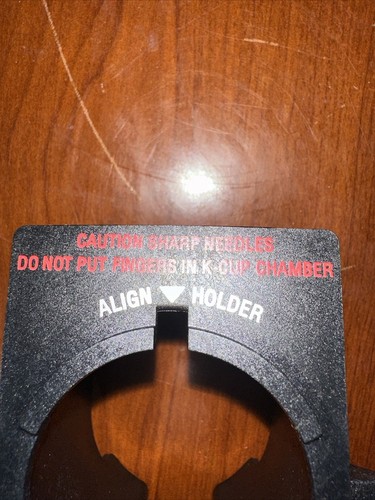 CAUTION SHARP NEEDLES
DO NOT PUT FINGERS IN K-CUP CHAMBER
ALIGN HOLDER